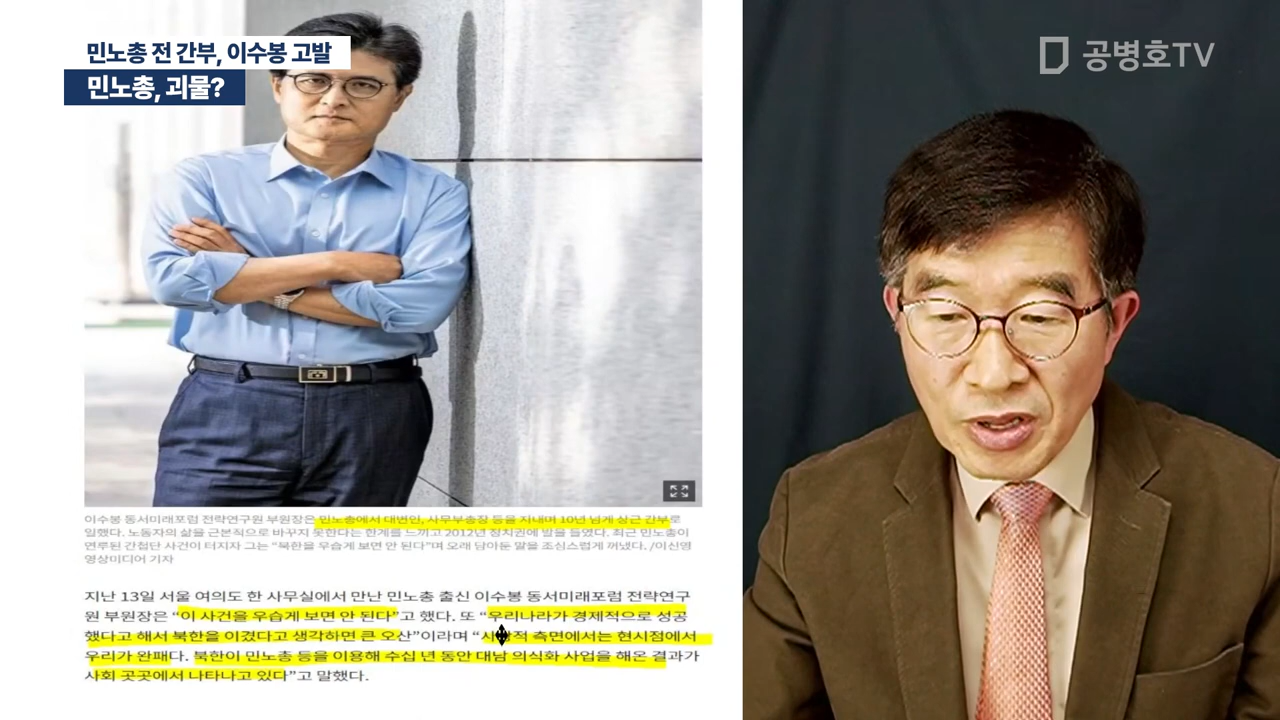 민노총 전 간부, 이수봉 고발
민노총, 괴물?
공병호TV
이수봉 동서미래포럼 전략연구원 부원장은 민노총에서 대변인, 사무부총장 등을 지내며 10년 넘게 상근 간부로
일했다. 노동자의 삶을 근본적으로 바꾸지 못한다는 한계를 느끼고 2012년 정치권에 발을 들였다. 최근 민노총이
연루된 간첩단 사건이 터지자 그는 “북한을 우습게 보면 안 된다”며 오래 담아둔 말을 조심스럽게 꺼냈다. /이신영
영상미디어 기자
지난 13일 서울 여의도 한 사무실에서 만난 민노총 출신 이수봉 동서미래포럼 전략연구
원 부원장은 “이 사건을 우습게 보면 안 된다”고 했다. 또 “우리나라가 경제적으로 성공
했다고 해서 북한을 이겼다고 생각하면 큰 오산”이라며 “사상적 측면에서는 현시점에서
우리가 완패다. 북한이 민노총 등을 이용해 수십 년 동안 대남 의식화 사업을 해온 결과가
사회 곳곳에서 나타나고 있다”고 말했다.